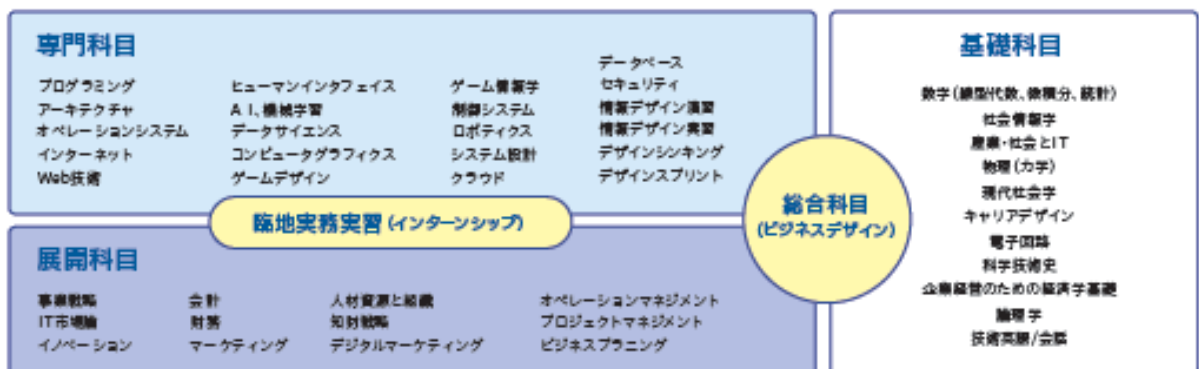 専門科目
プログラミング
アーキテクチャ
オペレーションシステム
インターネット
Web技術
ヒューマンインタフェイス
A I、機械学習
データサイエンス
コンピュータグラフィクス
ゲームデザイン
ゲーム情報学
制御システム
ロボティクス
システム設計
クラウド
データベース
セキュリティ
情報デザイン演習
情報デザイン実習
デザインシンキング
デザインスプリント
臨地実務実習 (インターンシップ)
展開科目
事業戦略
IT市場論
イノベーション
会計
財務
マーケティング
人材資源と組織
知財戦略
デジタルマーケティング
オペレーションマネジメント
プロジェクトマネジメント
ビジネスプラニング
総合科目
(ビジネスデザイン)
基礎科目
数字 (線型代数、微積分、統計)
社会情報学
産業・社会とIT
物理 (力学)
現代社会学
キャリアデザイン
電子回路
科学技術史
企業経営のための経済学基礎
論理学
技術英語/会話